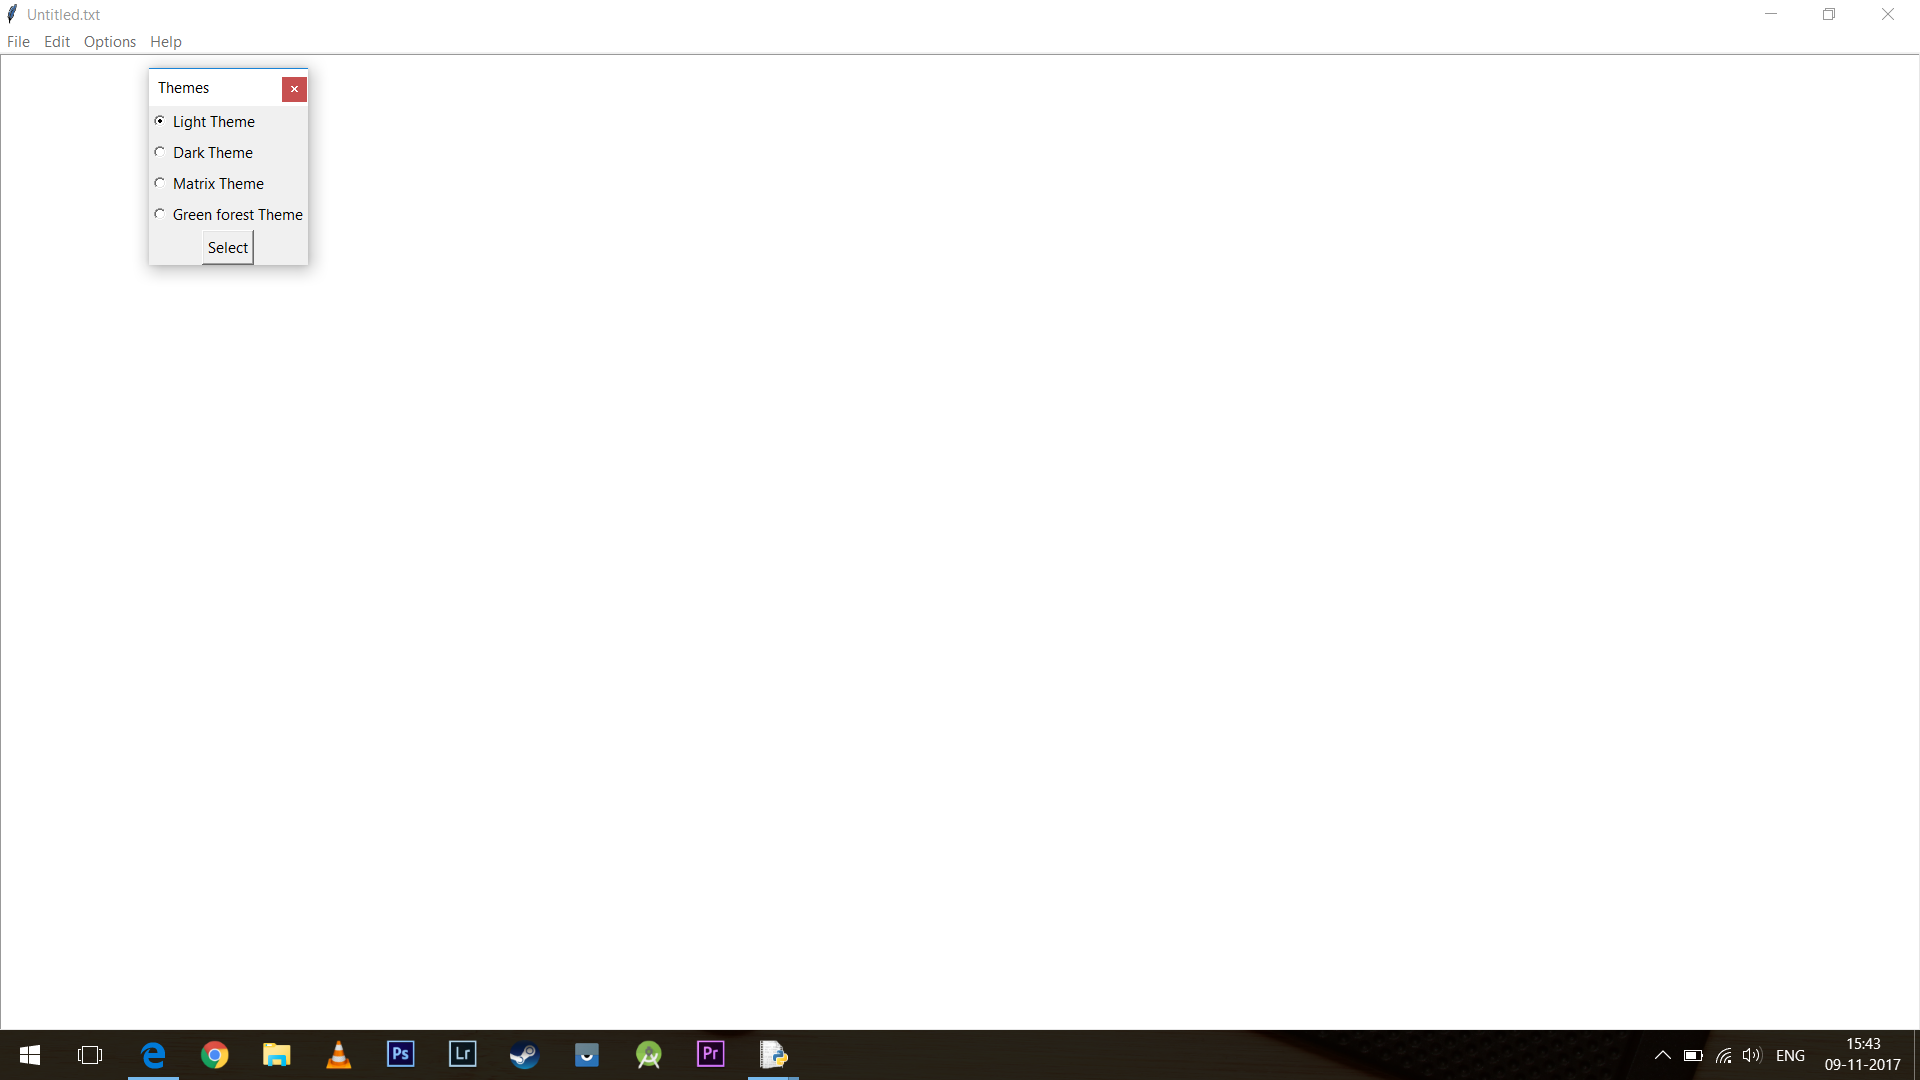 Untitled.txt
File Edit Options Help
Themes
Light Theme
Dark Theme
Matrix Theme
Green forest Theme
Select
Ps Lr Pr
ENG
15:43
09-11-2017